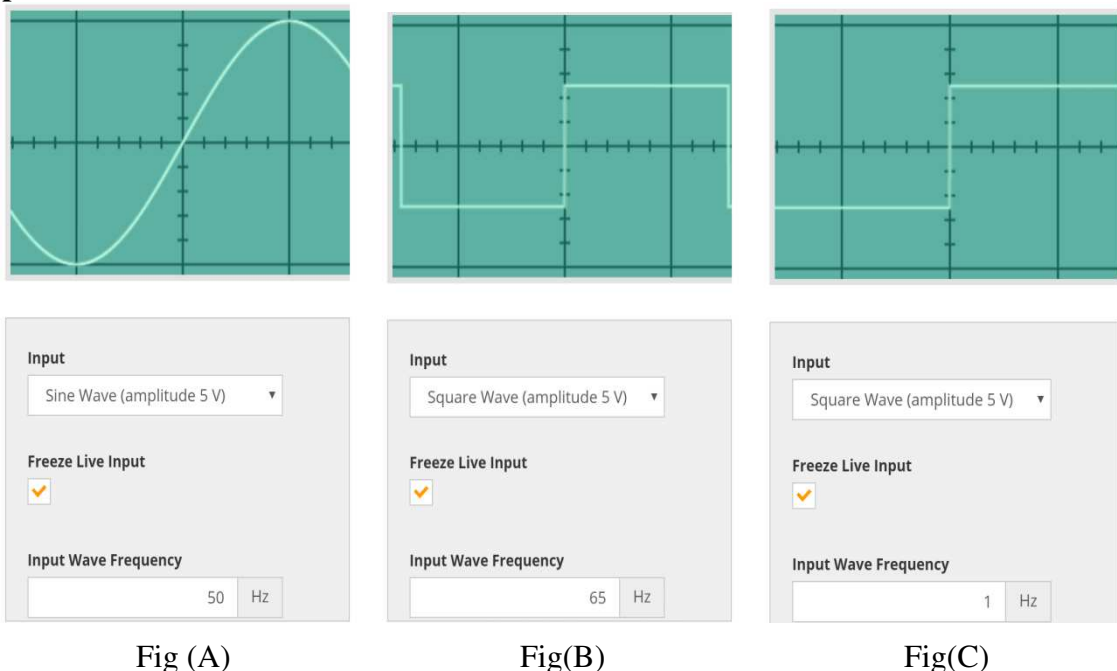 Input
Sine Wave (amplitude 5 V)
Freeze Live Input
Input Wave Frequency
50 Hz
Fig (A)
Input
Square Wave (amplitude 5 V)
Freeze Live Input
Input Wave Frequency
65 Hz
Fig(B)
Input
Square Wave (amplitude 5 V)
Freeze Live Input
Input Wave Frequency
1 Hz
Fig(C)